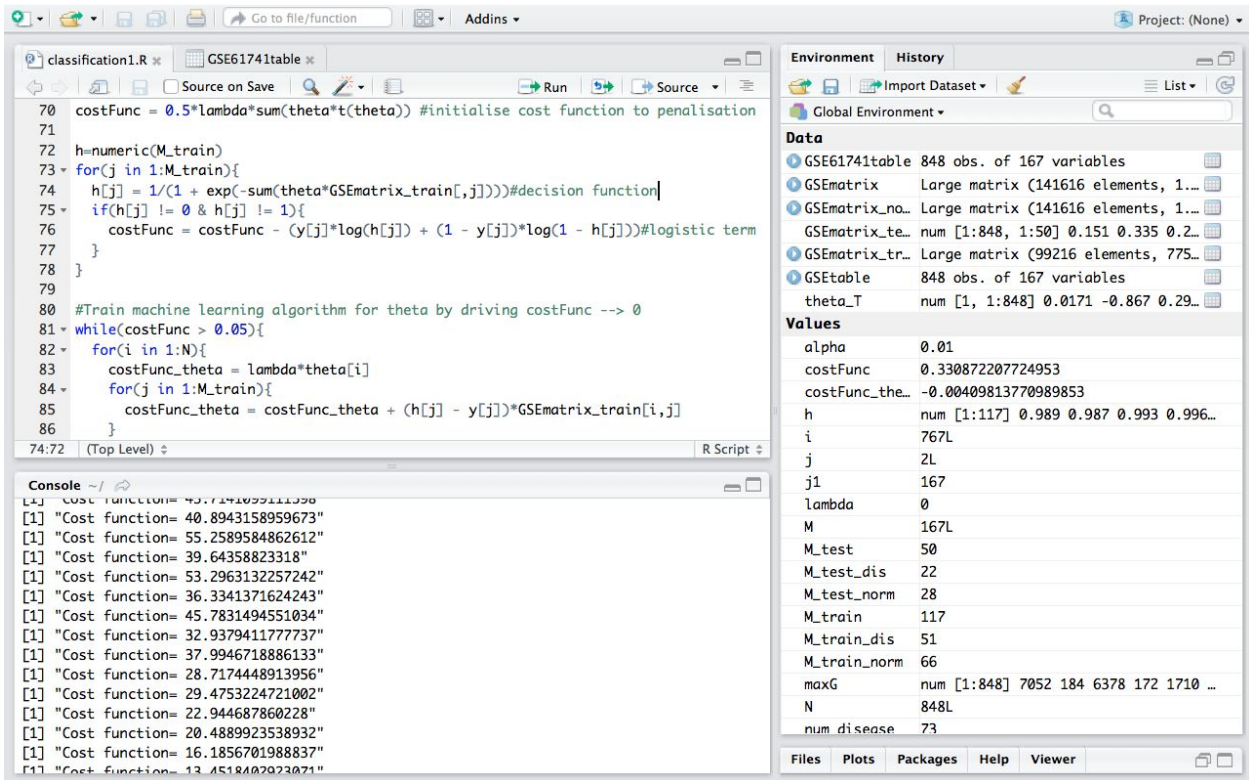 Go to file/function
Addins
Project: (None)
classification1.R
GSE61741table
Source on Save
Run
Source
70 costFunc = 0.5*lambda*sum(theta*t(theta)) #initialise cost function to penalisation
71
72 h=numeric(M_train)
73 for(j in 1:M_train){
74 h[j] = 1/(1 + exp(-sum(theta*GSEmatrix_train[,j])))#decision function
75 if(h[j] != 0 & h[j] != 1){
76 costFunc = costFunc - (y[j]*log(h[j]) + (1 - y[j])*log(1 - h[j]))#logistic term
77 }
78 }
79
80 #Train machine learning algorithm for theta by driving costFunc --> 0
81 while(costFunc > 0.05){
82 for(i in 1:N){
83 costFunc_theta = lambda*theta[i]
84 for(j in 1:M_train){
85 costFunc_theta = costFunc_theta + (h[j] - y[j])*GSEmatrix_train[i,j]
86 }
74:72 (Top Level) R Script
Console ~/
[1] "Cost function= 43.7141099111398"
[1] "Cost function= 40.8943158959673"
[1] "Cost function= 55.2589584862612"
[1] "Cost function= 39.64358823318"
[1] "Cost function= 53.2963132257242"
[1] "Cost function= 36.3341371624243"
[1] "Cost function= 45.7831494551034"
[1] "Cost function= 32.9379411777737"
[1] "Cost function= 37.9946718886133"
[1] "Cost function= 28.7174448913956"
[1] "Cost function= 29.4753224721002"
[1] "Cost function= 22.944687860228"
[1] "Cost function= 20.4889923538932"
[1] "Cost function= 16.1856701988837"
[1] "Cost function= 13.4518402923071"
Environment History
Import Dataset List
Global Environment
Data
GSE61741table 848 obs. of 167 variables
GSEmatrix Large matrix (141616 elements, 1.…
GSEmatrix_no… Large matrix (141616 elements, 1.…
GSEmatrix_te… num [1:848, 1:50] 0.151 0.335 0.2…
GSEmatrix_tr… Large matrix (99216 elements, 775…
GSEtable 848 obs. of 167 variables
theta_T num [1, 1:848] 0.0171 -0.867 0.29…
Values
alpha 0.01
costFunc 0.330872207724953
costFunc_the… -0.00409813770989853
h num [1:117] 0.989 0.987 0.993 0.996…
i 767L
j 2L
j1 167
lambda 0
M 167L
M_test 50
M_test_dis 22
M_test_norm 28
M_train 117
M_train_dis 51
M_train_norm 66
maxG num [1:848] 7052 184 6378 172 1710 …
N 848L
num_disease 73
Files Plots Packages Help Viewer